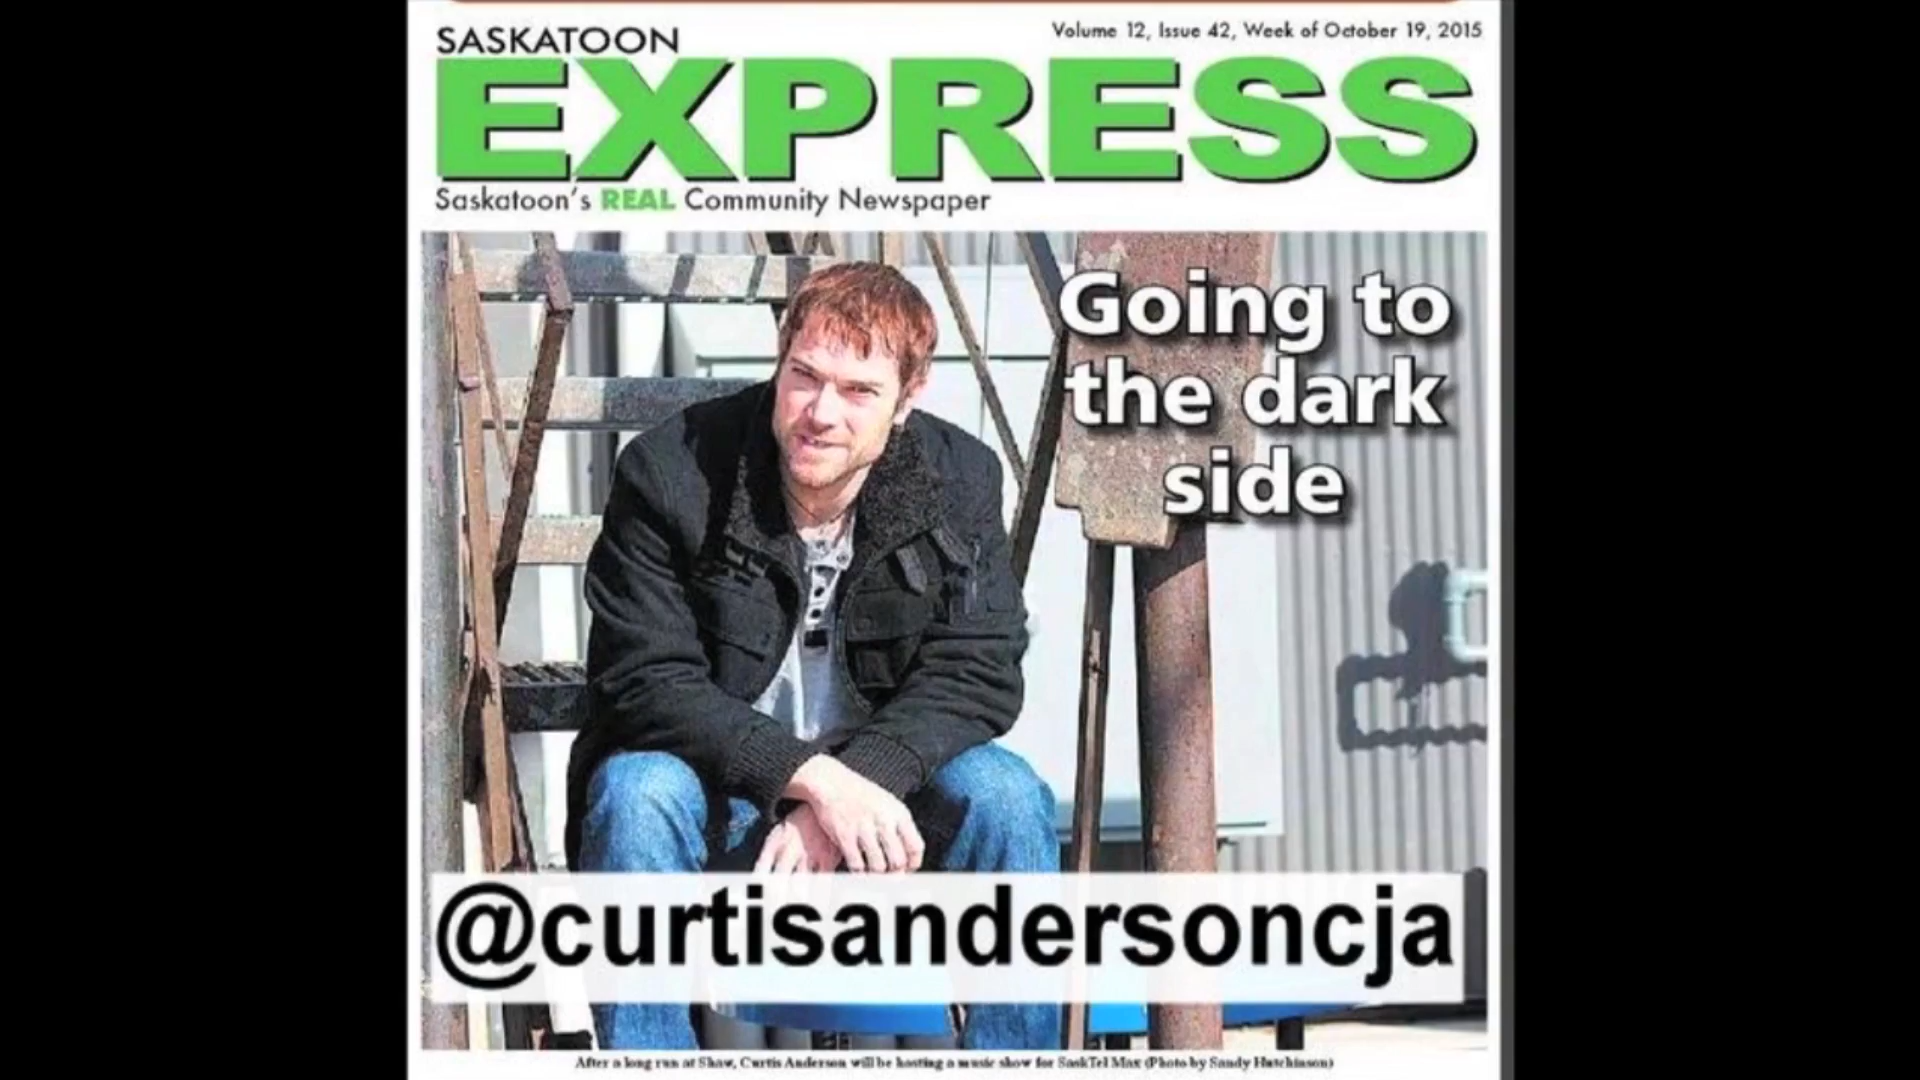 SASKATOON
Volume 12, Issue 42, Week of October 19, 2015
EXPRESS
Saskatoon's REAL Community Newspaper
Going to
the dark
side
@curtisandersoncja
After a long run at Shaw, Curtis Anderson will be hosting a music show for SaskTel Max (Photo by Sandy Hutchinson)